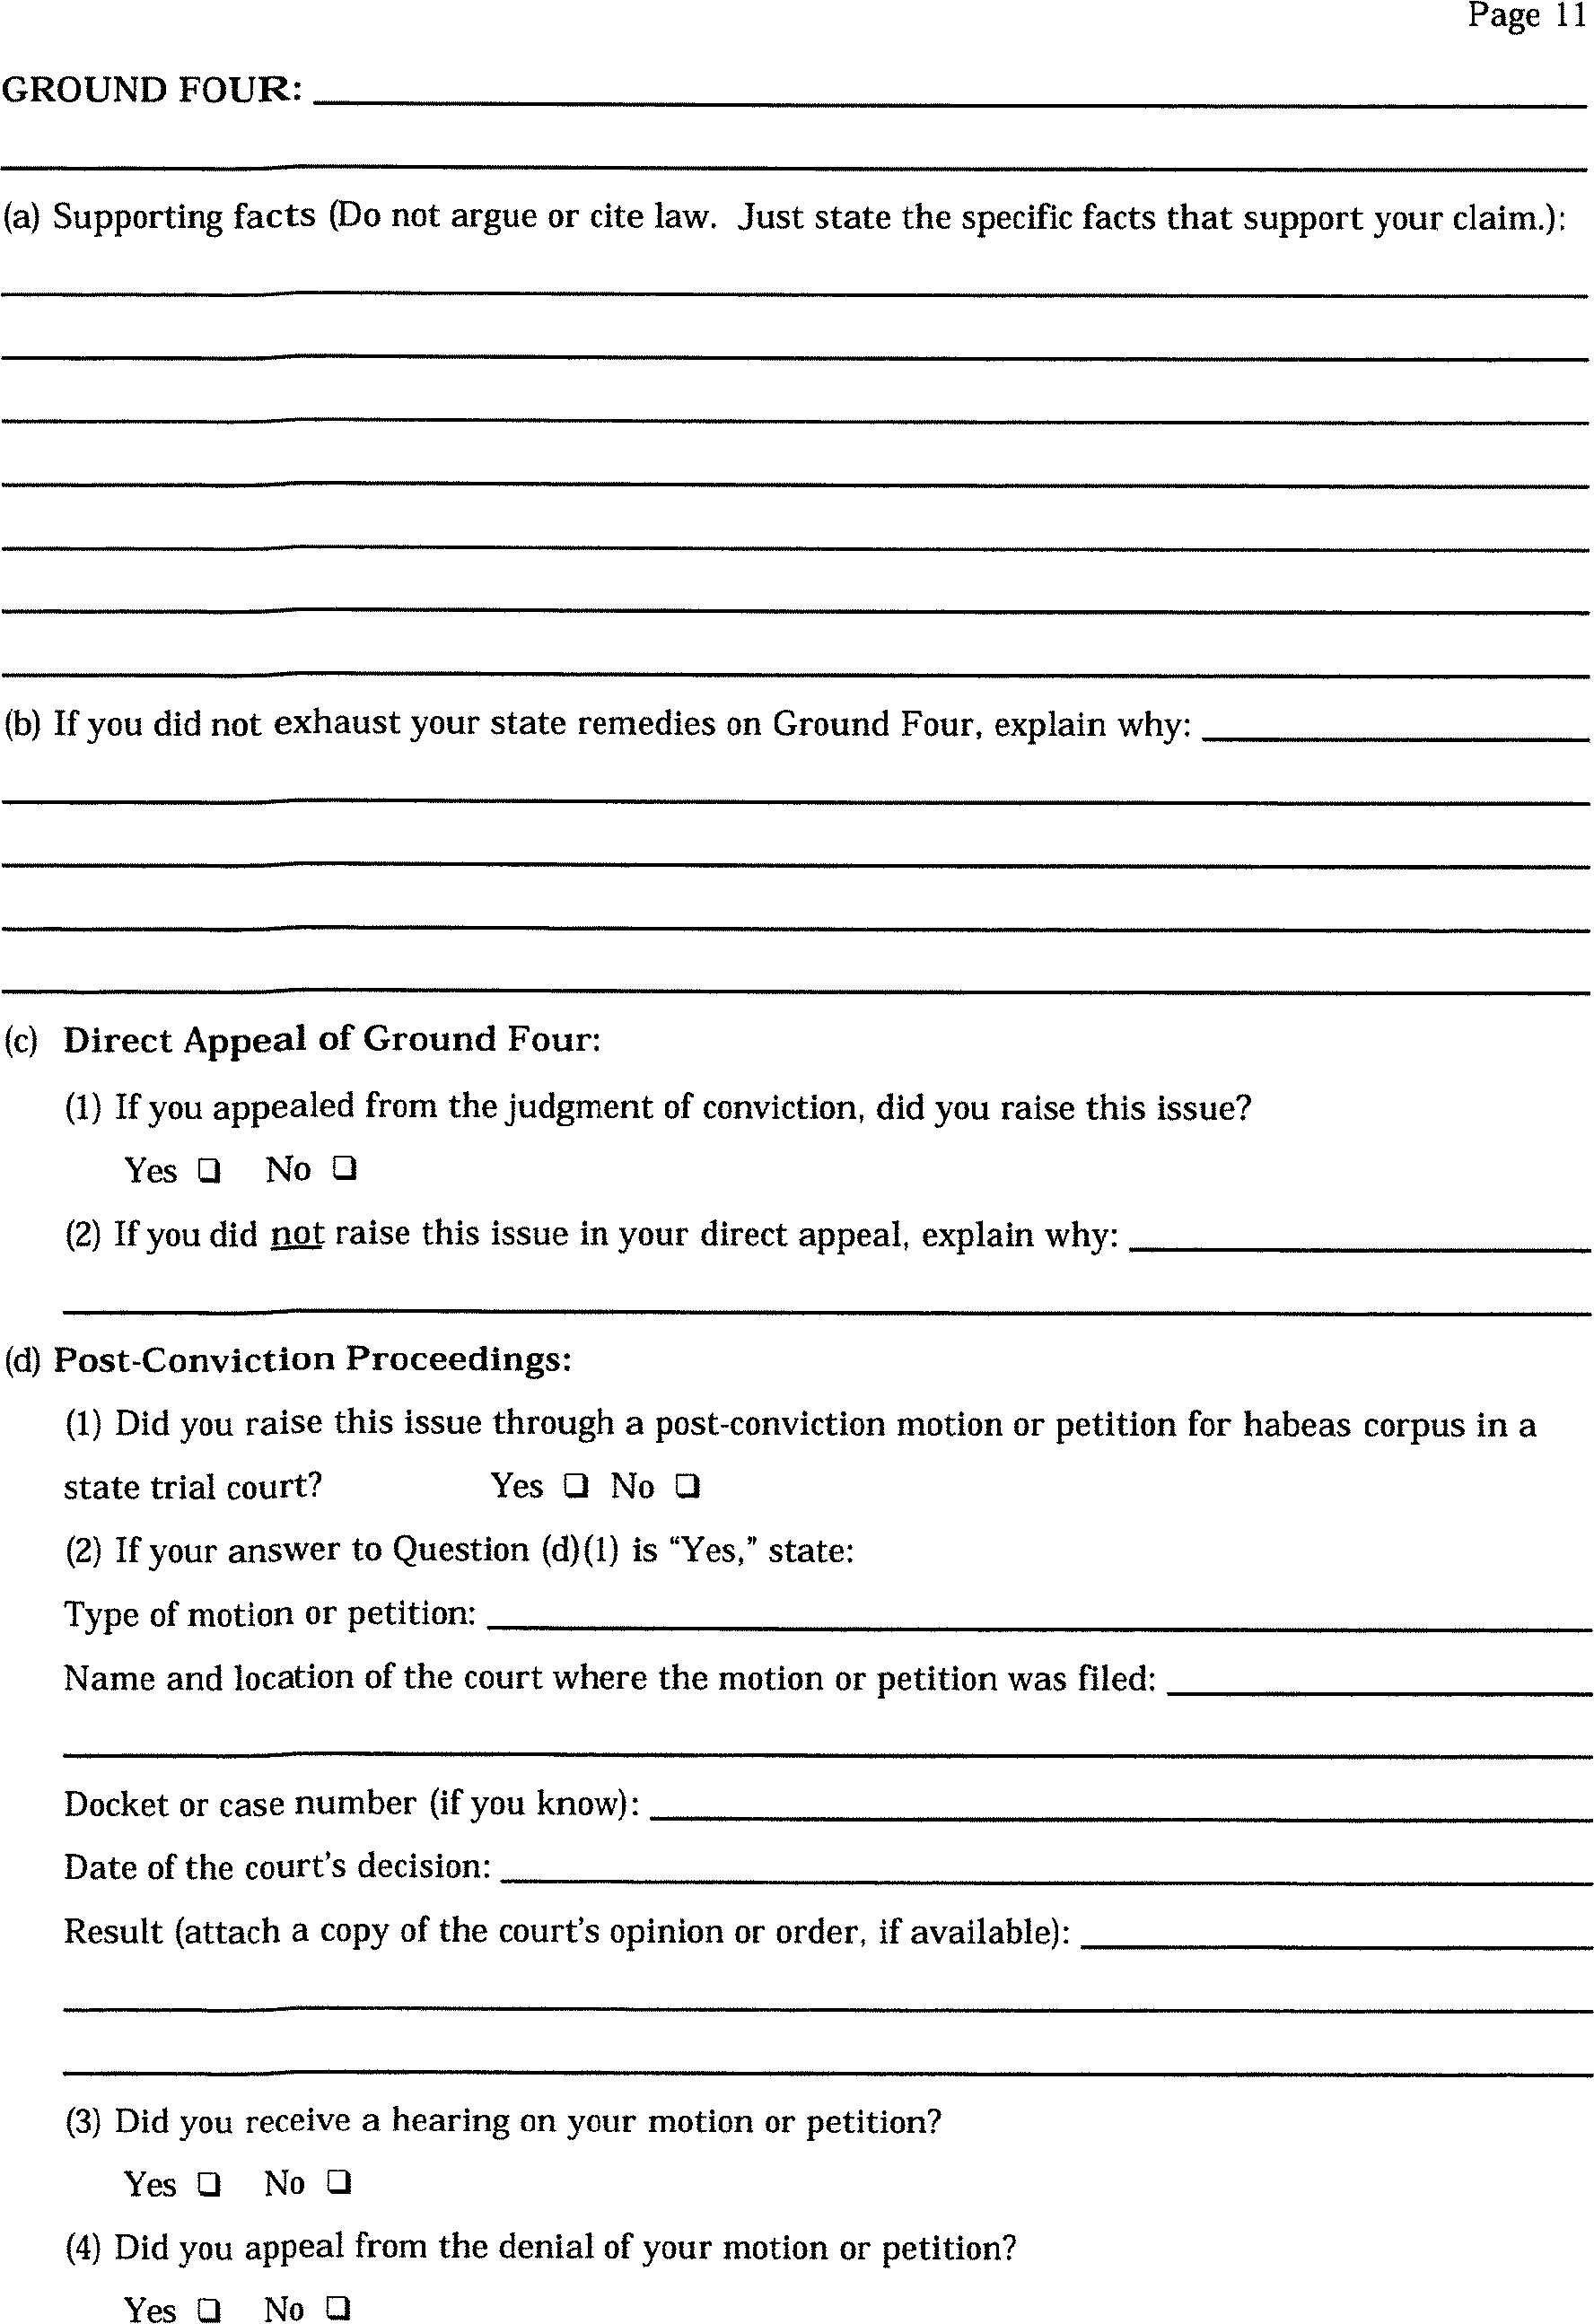 Page 11
GROUND FOUR:
(a) Supporting facts (Do not argue or cite law. Just state the specific facts that support your claim.):
(b) If you did not exhaust your state remedies on Ground Four, explain why:
(c) Direct Appeal of Ground Four:
(1) If you appealed from the judgment of conviction, did you raise this issue?
Yes ❑ No ❑
(2) If you did not raise this issue in your direct appeal, explain why:
(d) Post-Conviction Proceedings:
(1) Did you raise this issue through a post-conviction motion or petition for habeas corpus in a
state trial court? Yes ❑ No ❑
(2) If your answer to Question (d)(1) is “Yes,” state:
Type of motion or petition:
Name and location of the court where the motion or petition was filed:
Docket or case number (if you know):
Date of the court’s decision:
Result (attach a copy of the court’s opinion or order, if available):
(3) Did you receive a hearing on your motion or petition?
Yes ❑ No ❑
(4) Did you appeal from the denial of your motion or petition?
Yes ❑ No ❑